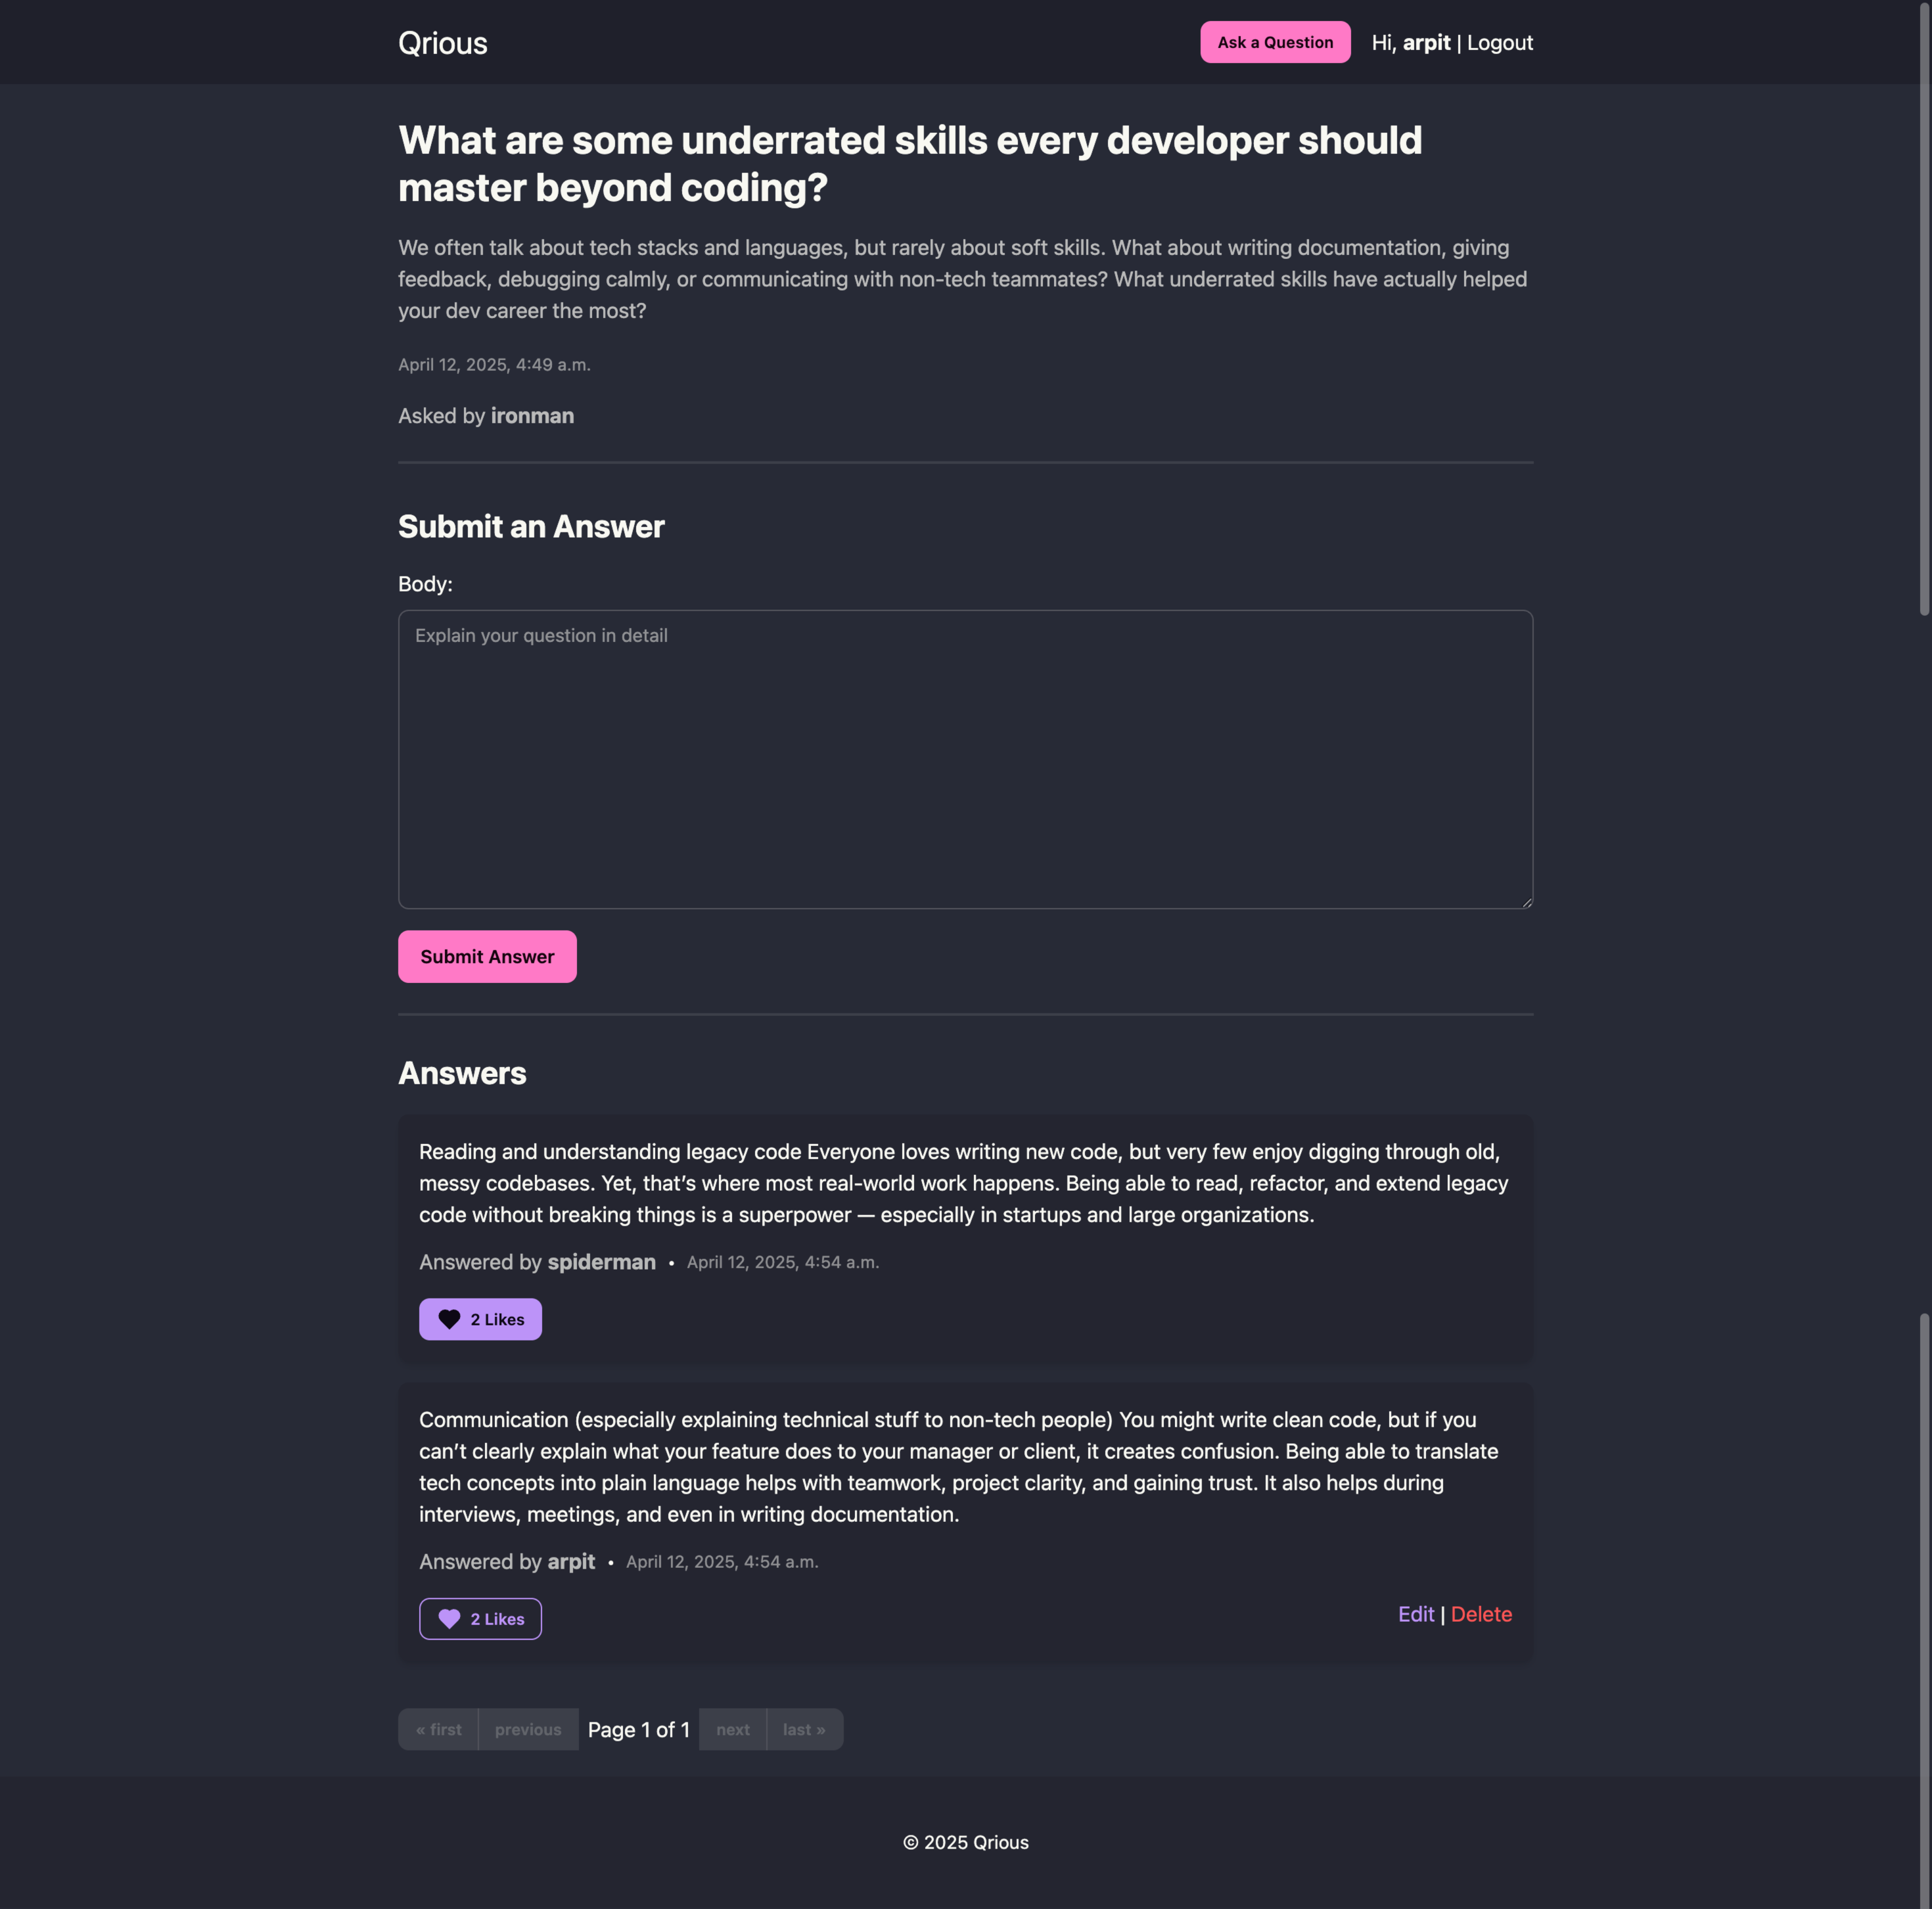 Qrious
Ask a Question
Hi, arpit | Logout
What are some underrated skills every developer should
master beyond coding?
We often talk about tech stacks and languages, but rarely about soft skills. What about writing documentation, giving
feedback, debugging calmly, or communicating with non-tech teammates? What underrated skills have actually helped
your dev career the most?
April 12, 2025, 4:49 a.m.
Asked by ironman
Submit an Answer
Body:
Explain your question in detail
Submit Answer
Answers
Reading and understanding legacy code Everyone loves writing new code, but very few enjoy digging through old,
messy codebases. Yet, that’s where most real-world work happens. Being able to read, refactor, and extend legacy
code without breaking things is a superpower — especially in startups and large organizations.
Answered by spiderman • April 12, 2025, 4:54 a.m.
2 Likes
Communication (especially explaining technical stuff to non-tech people) You might write clean code, but if you
can’t clearly explain what your feature does to your manager or client, it creates confusion. Being able to translate
tech concepts into plain language helps with teamwork, project clarity, and gaining trust. It also helps during
interviews, meetings, and even in writing documentation.
Answered by arpit • April 12, 2025, 4:54 a.m.
2 Likes
Edit | Delete
« first previous Page 1 of 1 next last »
© 2025 Qrious